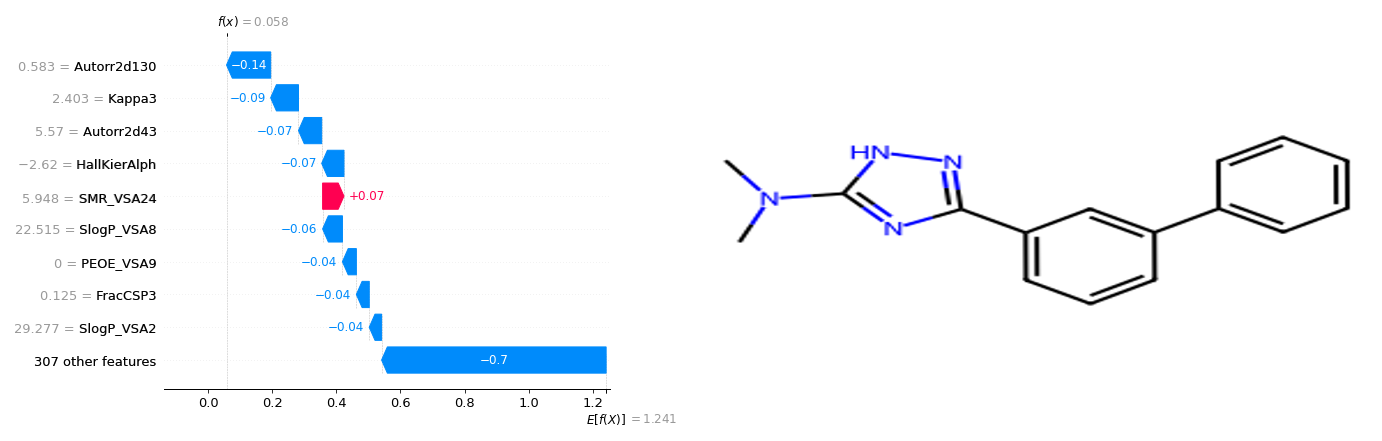 f(x) = 0.058
0.583 = Autorr2d130
−0.14
2.403 = Kappa3
−0.09
5.57 = Autorr2d43
−0.07
−2.62 = HallKierAlph
−0.07
5.948 = SMR_VSA24
+0.07
22.515 = SlogP_VSA8
−0.06
0 = PEOE_VSA9
−0.04
0.125 = FracCSP3
−0.04
29.277 = SlogP_VSA2
−0.04
307 other features
−0.7
0.0 0.2 0.4 0.6 0.8 1.0 1.2
E[f(X)] = 1.241
HN N
N
N